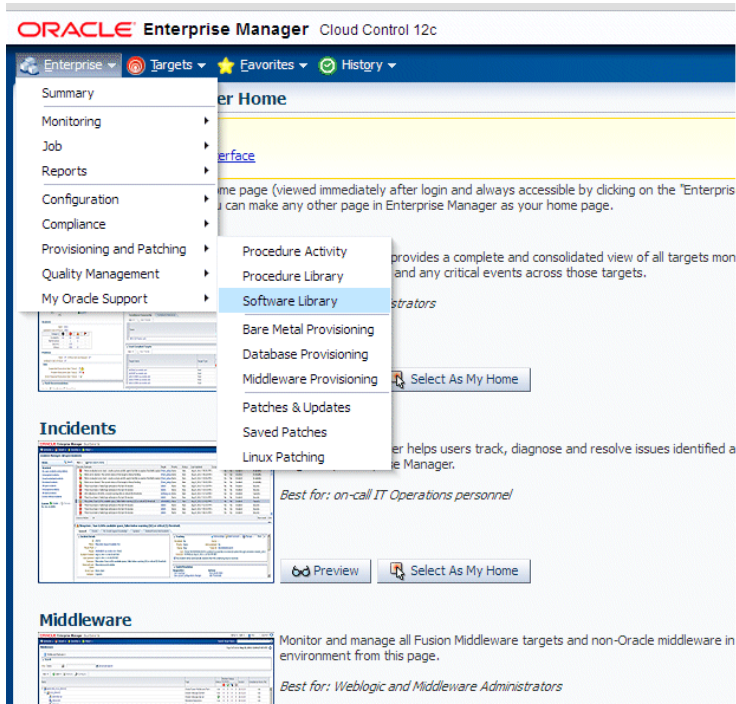 ORACLE Enterprise Manager Cloud Control 12c
Enterprise Targets Favorites History
Summary
Monitoring
Job
Reports
Configuration
Compliance
Provisioning and Patching
Quality Management
My Oracle Support
Procedure Activity
Procedure Library
Software Library
Bare Metal Provisioning
Database Provisioning
Middleware Provisioning
Patches & Updates
Saved Patches
Linux Patching
er Home
erface
me page (viewed immediately after login and always accessible by clicking on the "Enterpris
can make any other page in Enterprise Manager as your home page.
provides a complete and consolidated view of all targets mon
and any critical events across those targets.
strators
Select As My Home
Incidents
er helps users track, diagnose and resolve issues identified a
se Manager.
Best for: on-call IT Operations personnel
Preview Select As My Home
Middleware
Monitor and manage all Fusion Middleware targets and non-Oracle middleware in
environment from this page.
Best for: Weblogic and Middleware Administrators